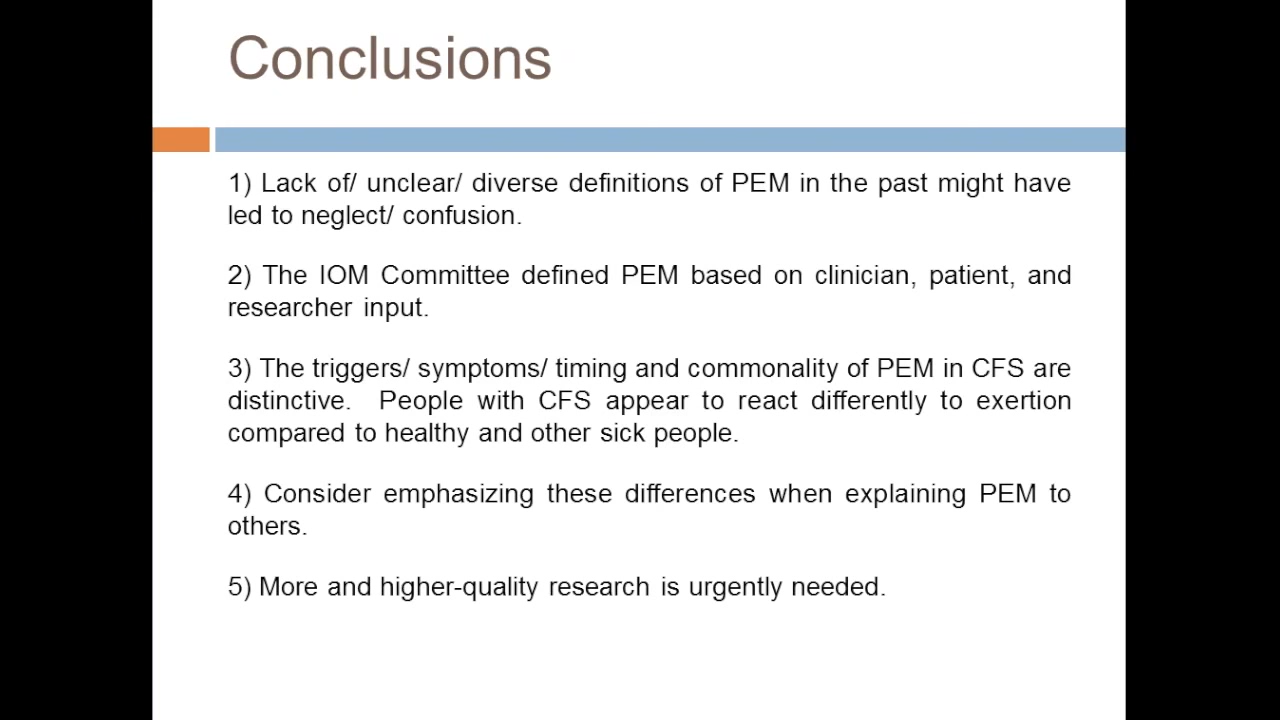 Conclusions
1) Lack of/ unclear/ diverse definitions of PEM in the past might have
led to neglect/ confusion.
2) The IOM Committee defined PEM based on clinician, patient, and
researcher input.
3) The triggers/ symptoms/ timing and commonality of PEM in CFS are
distinctive.  People with CFS appear to react differently to exertion
compared to healthy and other sick people.
4) Consider emphasizing these differences when explaining PEM to
others.
5) More and higher-quality research is urgently needed.